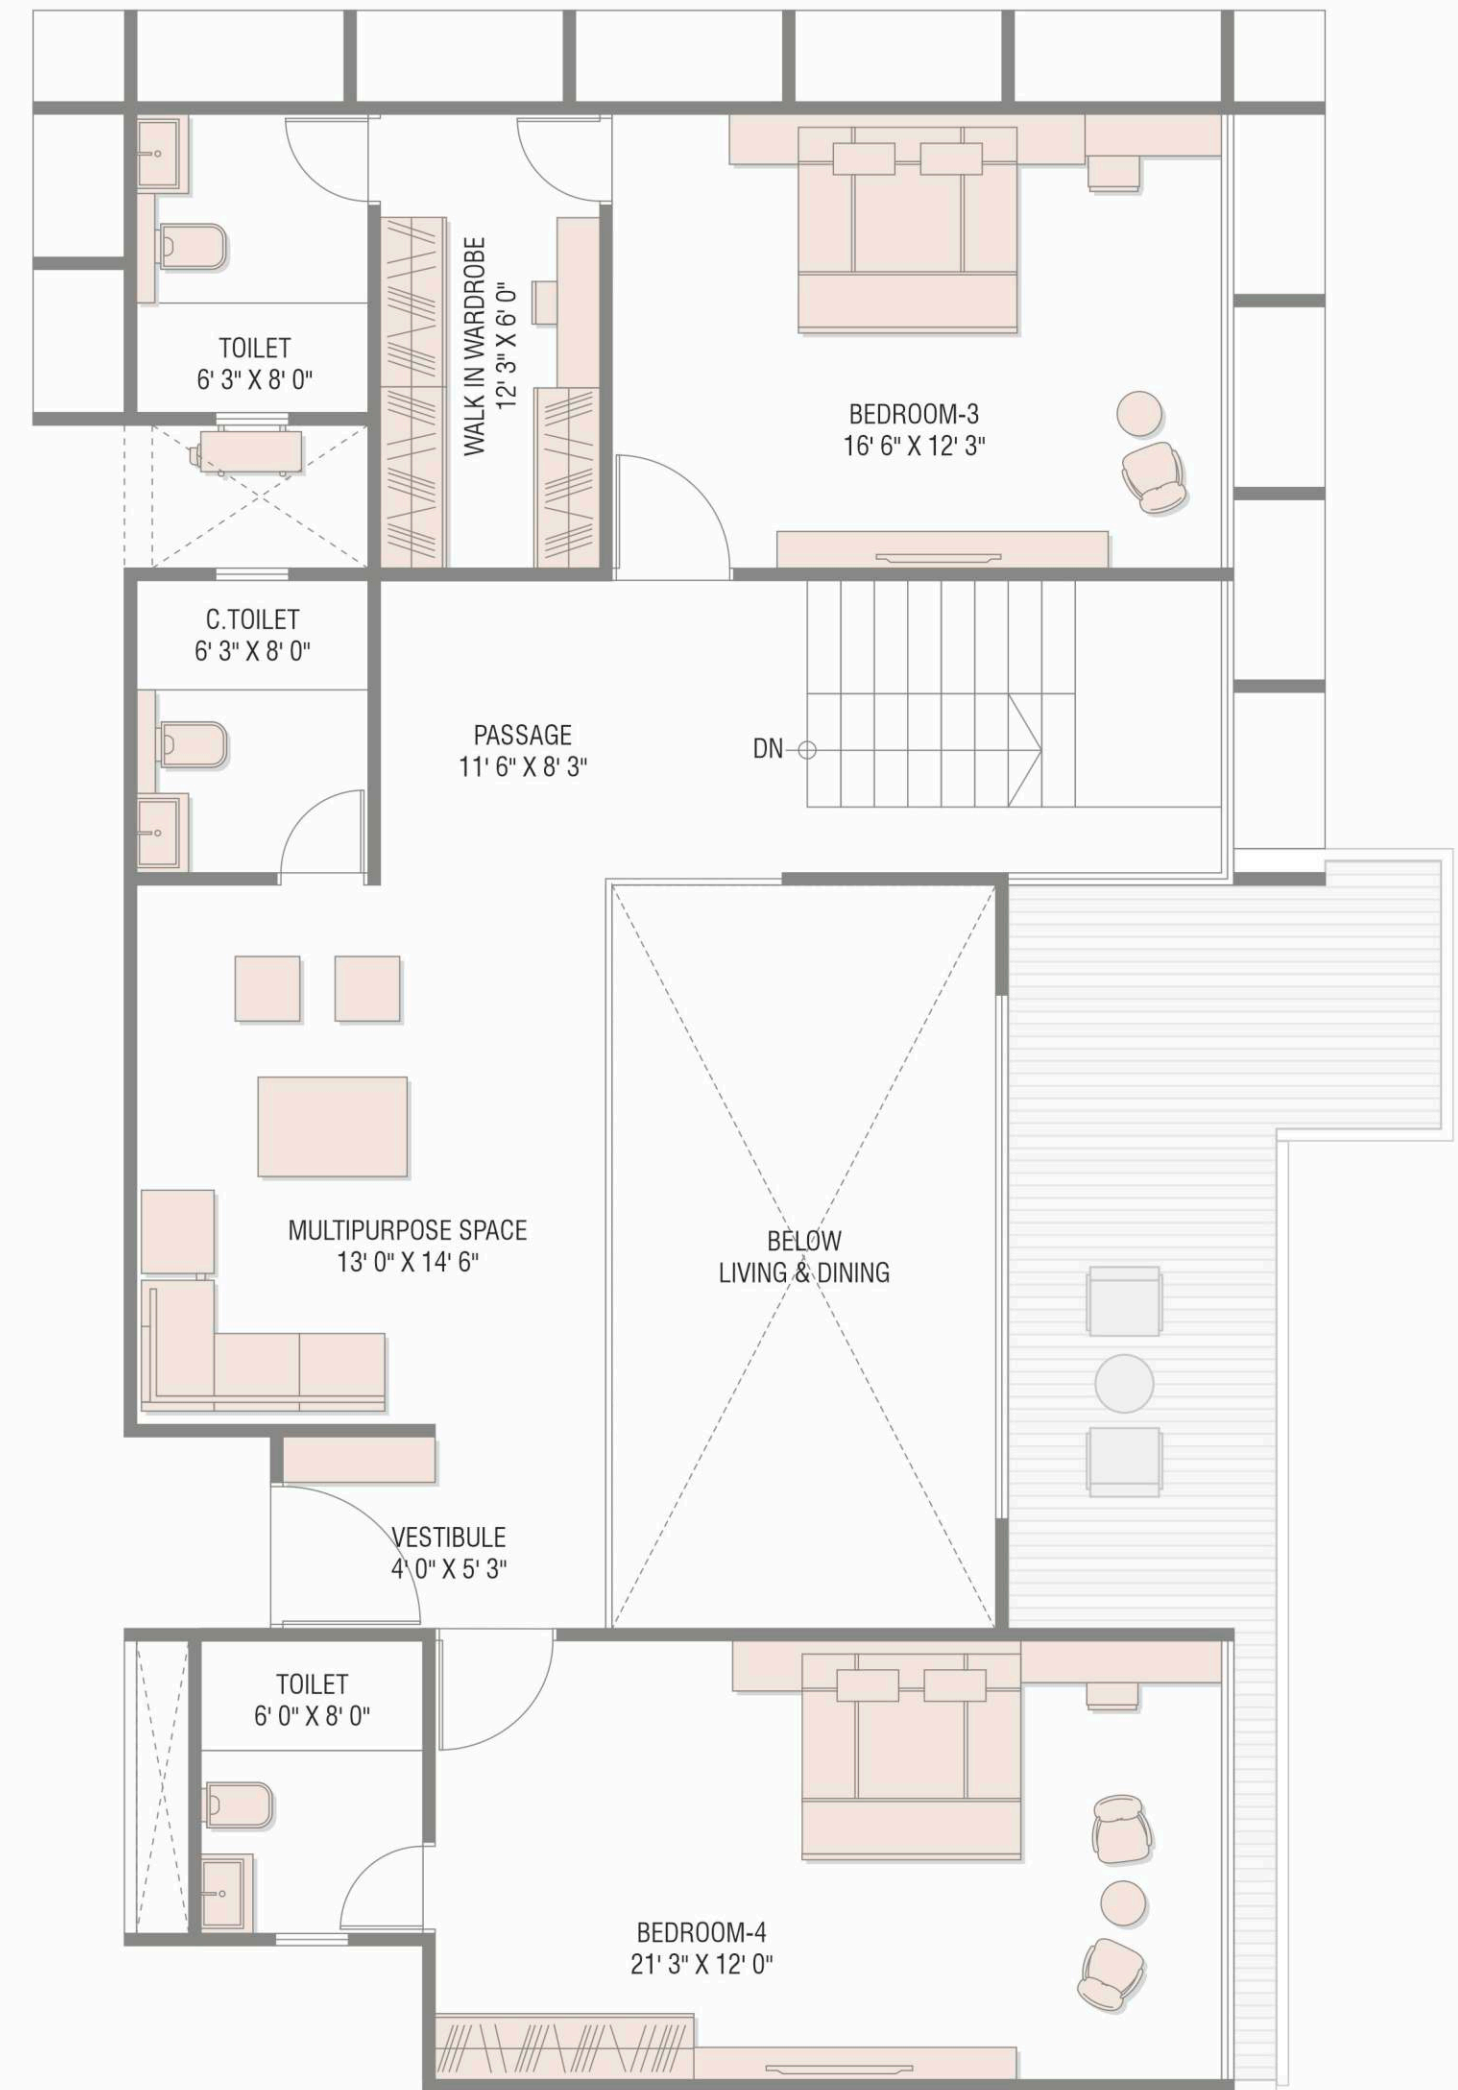 TOILET
6' 3" X 8' 0"
WALK IN WARDROBE
12' 3" X 6' 0"
BEDROOM-3
16' 6" X 12' 3"
C.TOILET
6' 3" X 8' 0"
PASSAGE
11' 6" X 8' 3"
DN
MULTIPURPOSE SPACE
13' 0" X 14' 6"
BELOW
LIVING & DINING
VESTIBULE
4' 0" X 5' 3"
TOILET
6' 0" X 8' 0"
BEDROOM-4
21' 3" X 12' 0"